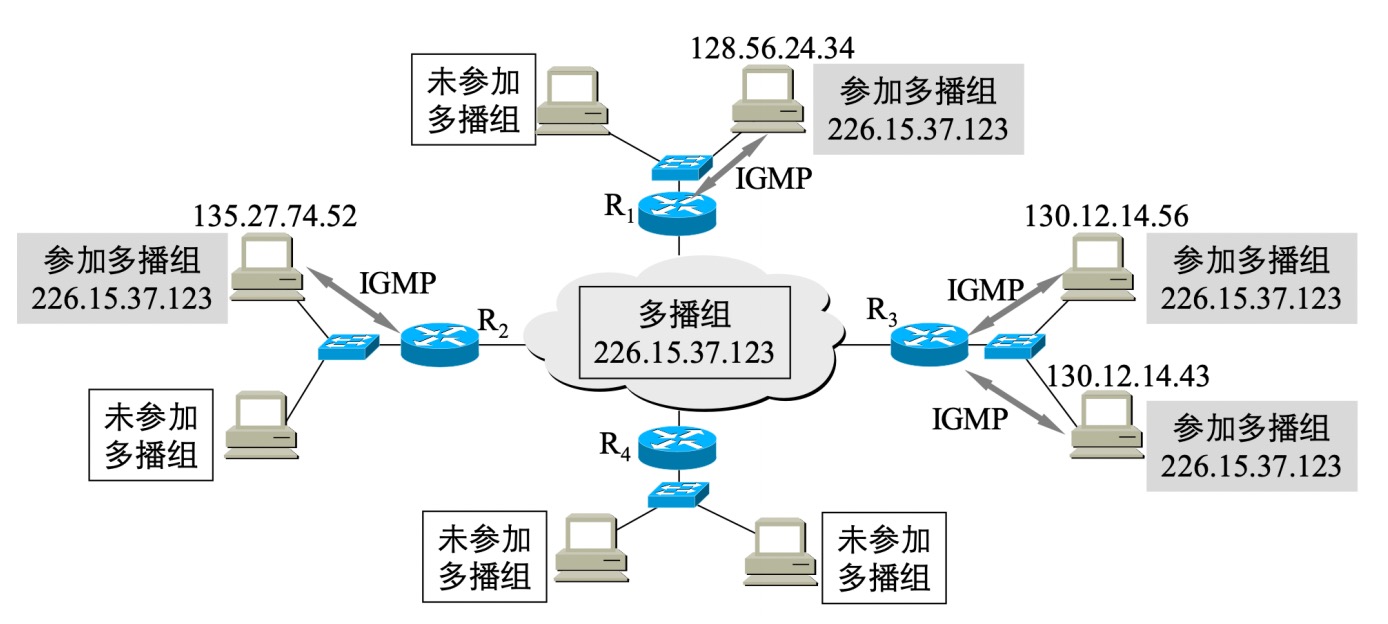 128.56.24.34
未参加
多播组
参加多播组
226.15.37.123
IGMP
R1
135.27.74.52
参加多播组
226.15.37.123
IGMP
R2
未参加
多播组
多播组
226.15.37.123
R3
130.12.14.56
IGMP
参加多播组
226.15.37.123
130.12.14.43
IGMP
参加多播组
226.15.37.123
R4
未参加
多播组
未参加
多播组